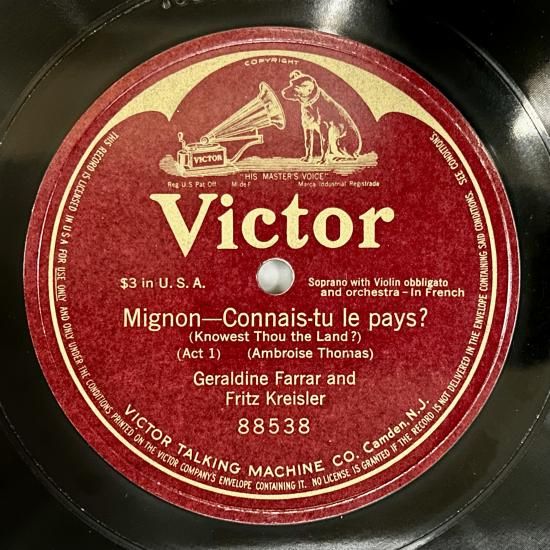 COPYRIGHT
VICTOR
"HIS MASTER'S VOICE"
Reg. U.S. Pat. Off. M. de F. Marca Industrial Registrada
Victor
$3 in U.S.A.
Soprano with Violin obbligato
and orchestra - In French
Mignon—Connais-tu le pays?
(Knowest Thou the Land?)
(Act 1) (Ambroise Thomas)
Geraldine Farrar and
Fritz Kreisler
88538
VICTOR TALKING MACHINE CO. Camden, N.J.
THIS RECORD IS LICENSED IN U S A FOR USE ONLY AND ONLY UNDER THE CONDITIONS PRINTED ON THE VICTOR COMPANY'S ENVELOPE CONTAINING IT. NO LICENSE IS GRANTED IF THE RECORD IS NOT DELIVERED IN THE ENVELOPE CONTAINING SAID CONDITIONS. SEE CONDITIONS.